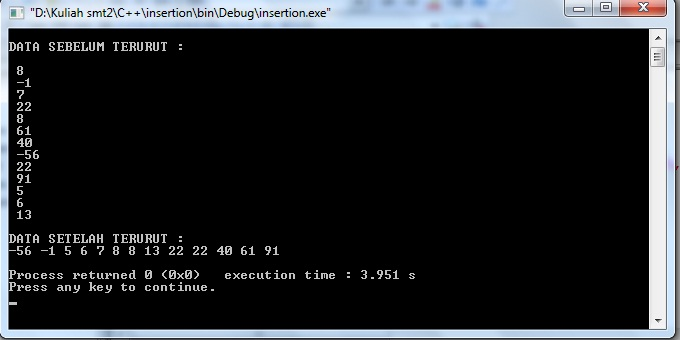 "D:\Kuliah smt2\C++\insertion\bin\Debug\insertion.exe"
DATA SEBELUM TERURUT :
8
-1
7
22
8
61
40
-56
22
91
5
6
13
DATA SETELAH TERURUT :
-56 -1 5 6 7 8 8 13 22 22 40 61 91
Process returned 0 (0x0)   execution time : 3.951 s
Press any key to continue.